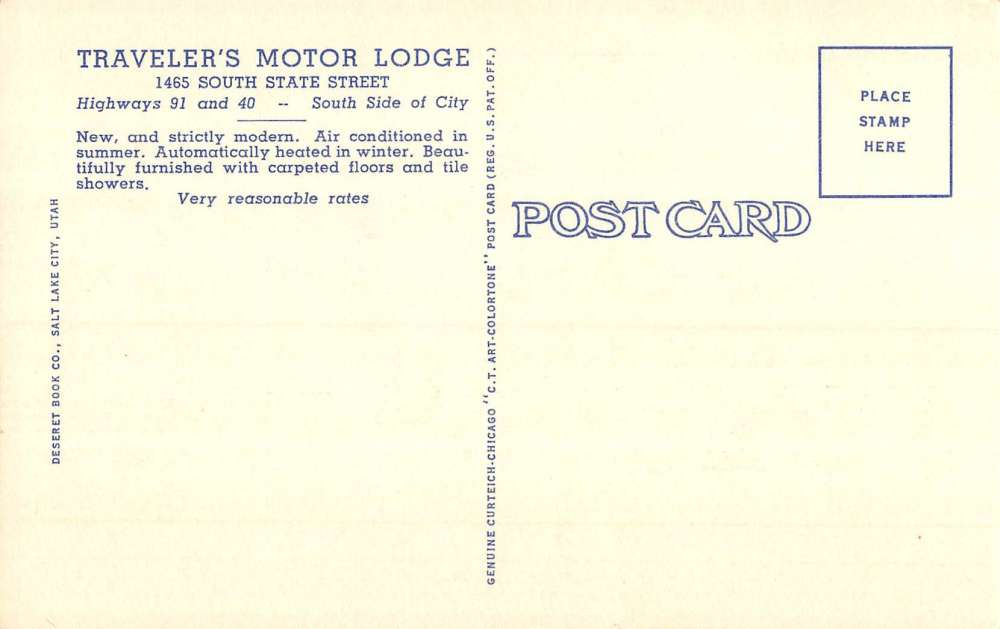 TRAVELER'S MOTOR LODGE
1465 SOUTH STATE STREET
Highways 91 and 40 -- South Side of City
New, and strictly modern. Air conditioned in
summer. Automatically heated in winter. Beau-
tifully furnished with carpeted floors and tile
showers.
Very reasonable rates
DESERET BOOK CO., SALT LAKE CITY, UTAH
GENUINE CURTEICH-CHICAGO "C.T. ART-COLORTONE" POST CARD (REG. U.S. PAT. OFF.)
POST CARD
PLACE
STAMP
HERE